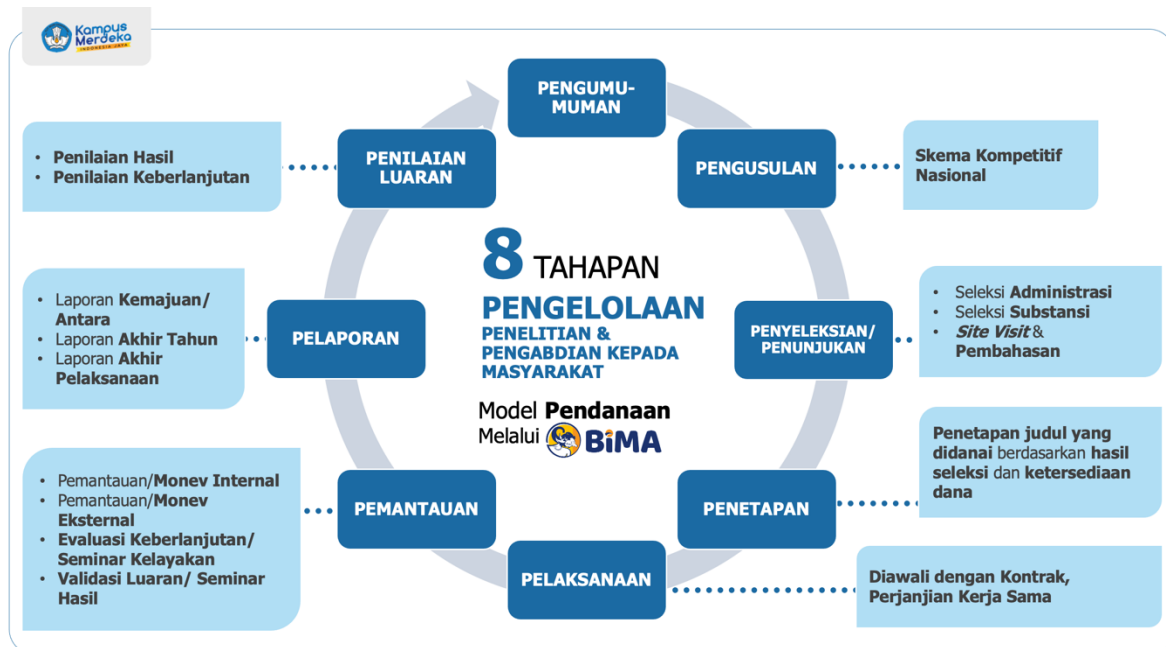 Kampus
Merdeka
INDONESIA JAYA
PENGUMU-
MUMAN
PENGUSULAN
Skema Kompetitif
Nasional
PENYELEKSIAN/
PENUNJUKAN
• Seleksi Administrasi
• Seleksi Substansi
• Site Visit &
Pembahasan
PENETAPAN
Penetapan judul yang
didanai berdasarkan hasil
seleksi dan ketersediaan
dana
PELAKSANAAN
Diawali dengan Kontrak,
Perjanjian Kerja Sama
PEMANTAUAN
• Pemantauan/Monev Internal
• Pemantauan/Monev
Eksternal
• Evaluasi Keberlanjutan/
Seminar Kelayakan
• Validasi Luaran/ Seminar
Hasil
PELAPORAN
• Laporan Kemajuan/
Antara
• Laporan Akhir Tahun
• Laporan Akhir
Pelaksanaan
PENILAIAN
LUARAN
• Penilaian Hasil
• Penilaian Keberlanjutan
8 TAHAPAN
PENGELOLAAN
PENELITIAN &
PENGABDIAN KEPADA
MASYARAKAT
Model Pendanaan
Melalui BiMA